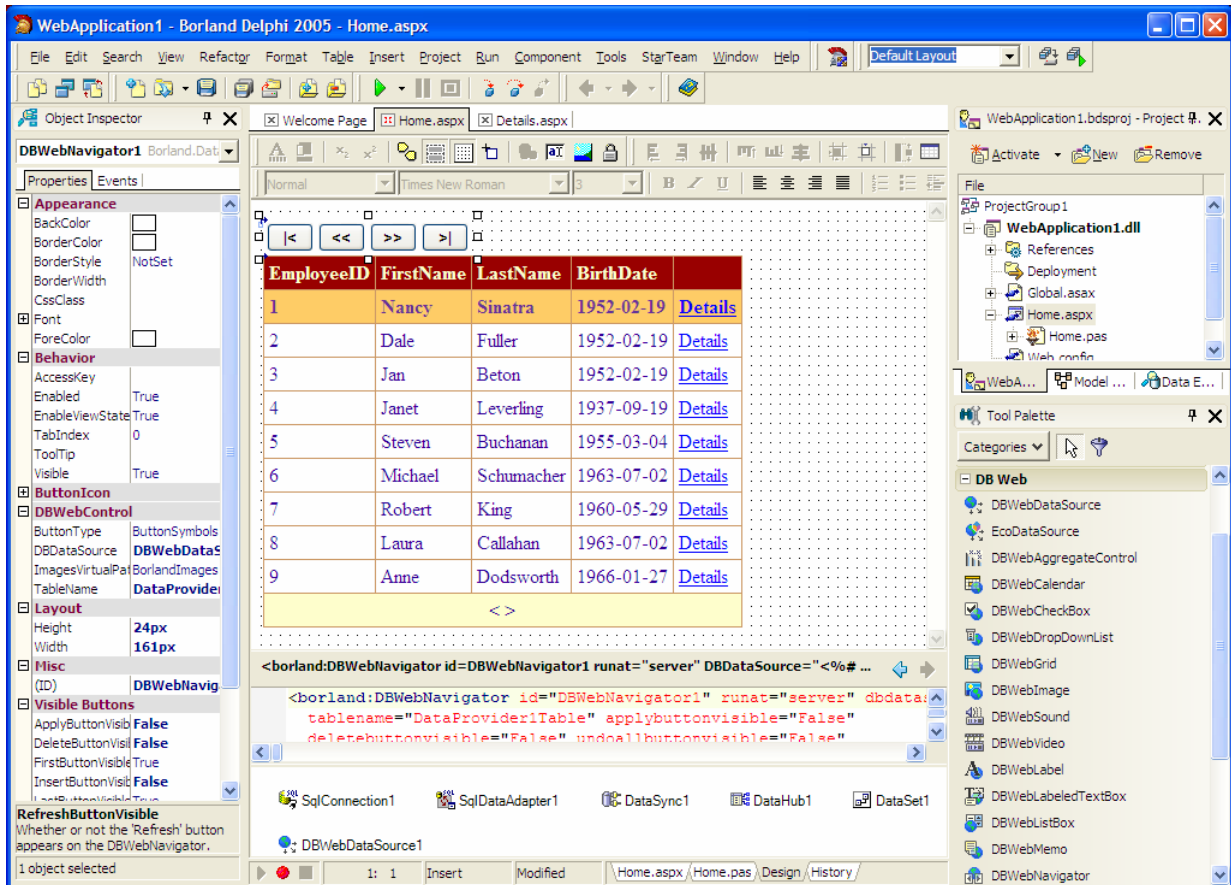 WebApplication1 - Borland Delphi 2005 - Home.aspx
File Edit Search View Refactor Format Table Insert Project Run Component Tools StarTeam Window Help
Default Layout
Object Inspector
DBWebNavigator1 Borland.Dat
Properties Events
Appearance
BackColor
BorderColor
BorderStyle NotSet
BorderWidth
CssClass
Font
ForeColor
Behavior
AccessKey
Enabled True
EnableViewState True
TabIndex 0
ToolTip
Visible True
ButtonIcon
DBWebControl
ButtonType ButtonSymbols
DBDataSource DBWebDataS
ImagesVirtualPat BorlandImages
TableName DataProvider
Layout
Height 24px
Width 161px
Misc
(ID) DBWebNavig
Visible Buttons
ApplyButtonVisib False
DeleteButtonVisil False
FirstButtonVisible True
InsertButtonVisib False
LastButtonVisible True
RefreshButtonVisible
Whether or not the 'Refresh' button
appears on the DBWebNavigator.
1 object selected
Welcome Page Home.aspx Details.aspx
Normal Times New Roman 3 B I U
|< << >> >|
EmployeeID FirstName LastName BirthDate
1 Nancy Sinatra 1952-02-19 Details
2 Dale Fuller 1952-02-19 Details
3 Jan Beton 1952-02-19 Details
4 Janet Leverling 1937-09-19 Details
5 Steven Buchanan 1955-03-04 Details
6 Michael Schumacher 1963-07-02 Details
7 Robert King 1960-05-29 Details
8 Laura Callahan 1963-07-02 Details
9 Anne Dodsworth 1966-01-27 Details
< >
<borland:DBWebNavigator id=DBWebNavigator1 runat="server" DBDataSource="<%# ...
<borland:DBWebNavigator id="DBWebNavigator1" runat="server" dbdatas
tablename="DataProvider1Table" applybuttonvisible="False"
deletebuttonvisible="False" undoallbuttonvisible="False"
SqlConnection1 SqlDataAdapter1 DataSync1 DataHub1 DataSet1
DBWebDataSource1
1: 1 Insert Modified Home.aspx Home.pas Design History
WebApplication1.bdsproj - Project
Activate New Remove
File
ProjectGroup1
WebApplication1.dll
References
Deployment
Global.asax
Home.aspx
Home.pas
Web.config
WebA... Model ... Data E...
Tool Palette
Categories
DB Web
DBWebDataSource
EcoDataSource
DBWebAggregateControl
DBWebCalendar
DBWebCheckBox
DBWebDropDownList
DBWebGrid
DBWebImage
DBWebSound
DBWebVideo
DBWebLabel
DBWebLabeledTextBox
DBWebListBox
DBWebMemo
DBWebNavigator